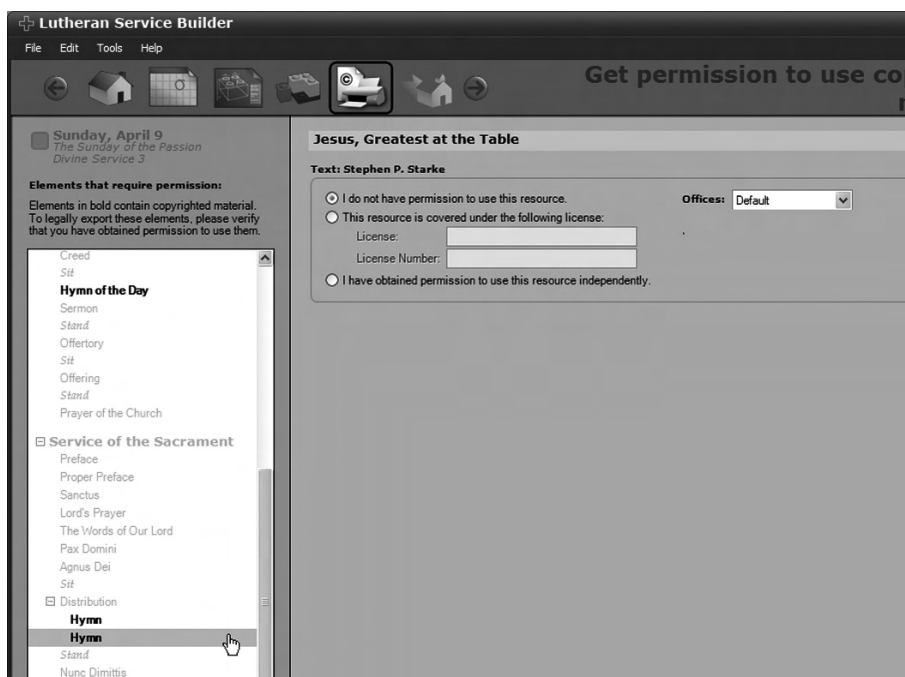 Lutheran Service Builder
File Edit Tools Help
Get permission to use co
Sunday, April 9
The Sunday of the Passion
Divine Service 3
Elements that require permission:
Elements in bold contain copyrighted material.
To legally export these elements, please verify
that you have obtained permission to use them.
Creed
Sit
Hymn of the Day
Sermon
Stand
Offertory
Sit
Offering
Stand
Prayer of the Church
Service of the Sacrament
Preface
Proper Preface
Sanctus
Lord's Prayer
The Words of Our Lord
Pax Domini
Agnus Dei
Sit
Distribution
Hymn
Hymn
Stand
Nunc Dimittis
Jesus, Greatest at the Table
Text: Stephen P. Starke
I do not have permission to use this resource. Offices: Default
This resource is covered under the following license:
License:
License Number:
I have obtained permission to use this resource independently.